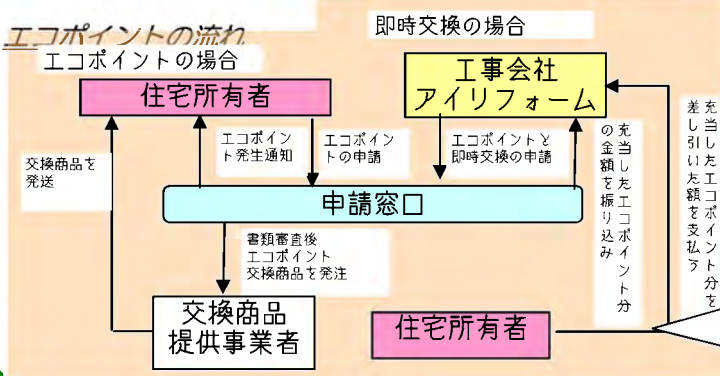 エコポイントの流れ
エコポイントの場合
即時交換の場合
住宅所有者
工事会社
アイリフォーム
交換商品を
発送
エコポイン
ト発生通知
エコポイン
トの申請
エコポイントと
即時交換の申請
充当したエコポイント分
の金額を振り込み
充当したエコポイント分を
差し引いた額を支払う
申請窓口
書類審査後
エコポイント
交換商品を発注
交換商品
提供事業者
住宅所有者